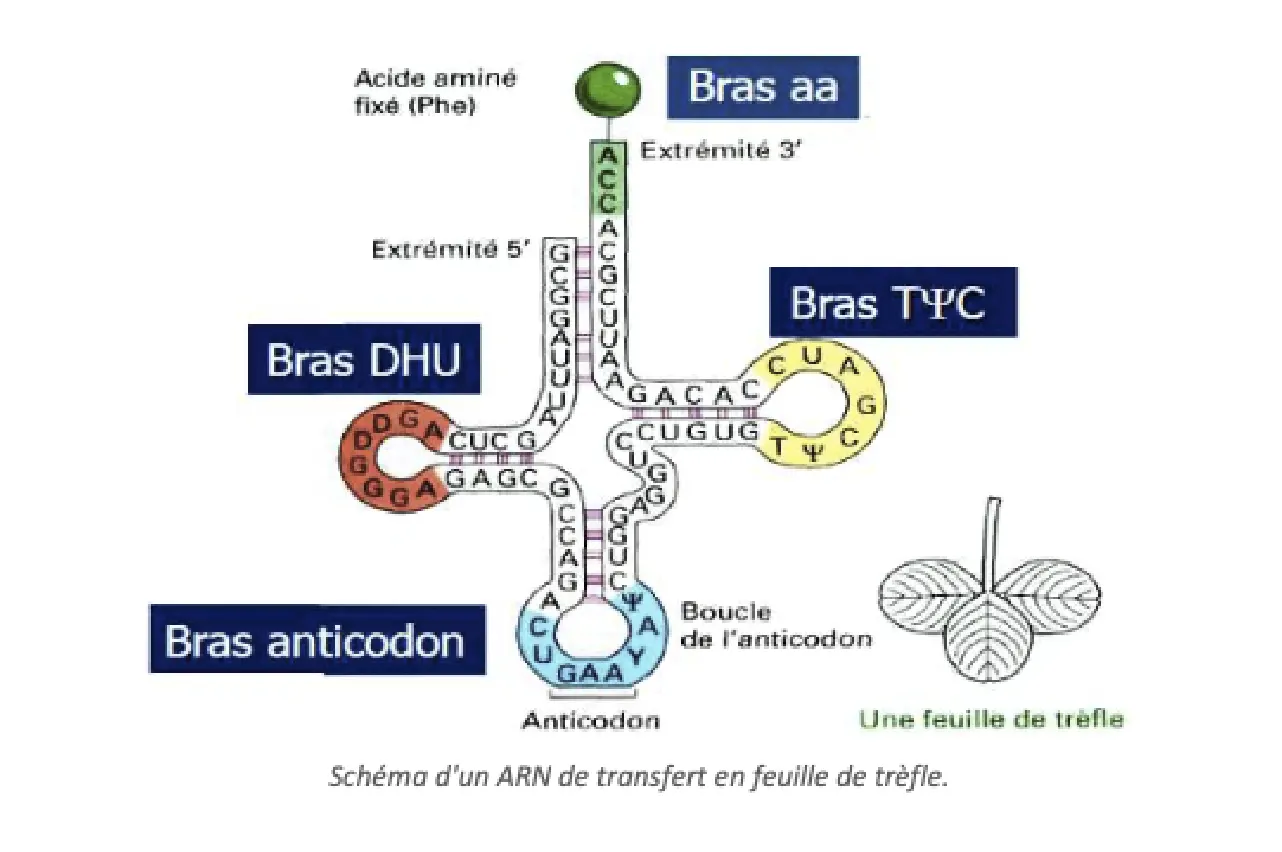 Acide aminé
fixé (Phe)
Bras aa
Extrémité 3'
A
C
C
A
C
G
C
U
U
A
A
Extrémité 5'
G
C
G
G
A
U
U
U
A
Bras TΨC
Bras DHU
G A C A C
C U A
G
C
Ψ
T
G U G U C
C
U
G
G
A
D D G A
D
G
G G A
C U C G
G A G C
G
C
C
A
G
A
G
G
U
C
Ψ
C
A
U
Y
G A A
Bras anticodon
Boucle
de l'anticodon
Anticodon
Une feuille de trèfle
Schéma d'un ARN de transfert en feuille de trèfle.